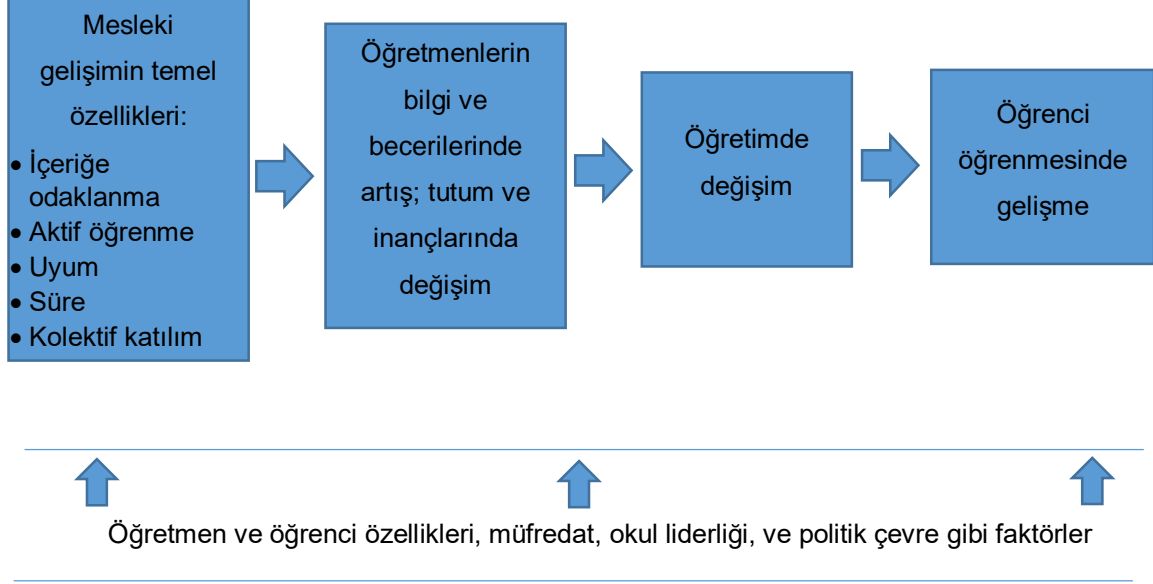 Mesleki
gelişimin temel
özellikleri:
• İçeriğe
odaklanma
• Aktif öğrenme
• Uyum
• Süre
• Kolektif katılım
Öğretmenlerin
bilgi ve
becerilerinde
artış; tutum ve
inançlarında
değişim
Öğretimde
değişim
Öğrenci
öğrenmesinde
gelişme
Öğretmen ve öğrenci özellikleri, müfredat, okul liderliği, ve politik çevre gibi faktörler